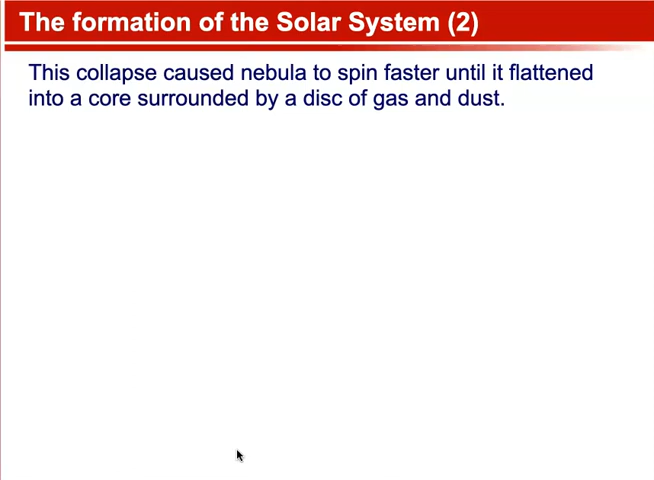 The formation of the Solar System (2)
This collapse caused nebula to spin faster until it flattened
into a core surrounded by a disc of gas and dust.